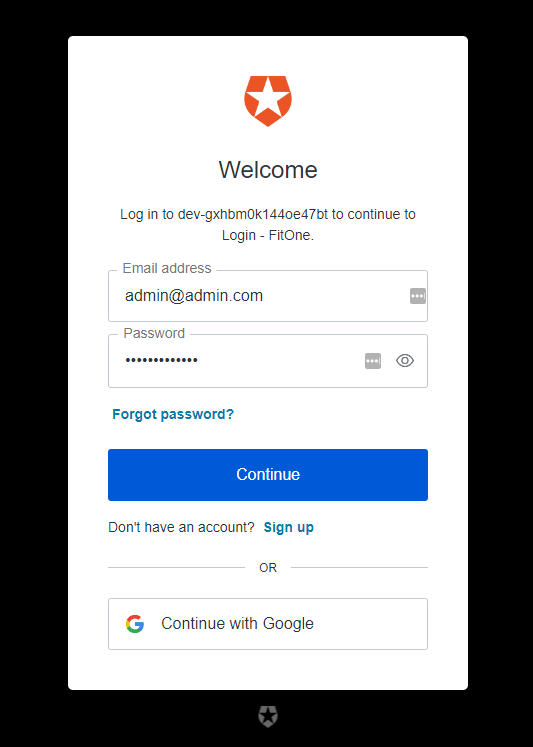 Welcome
Log in to dev-gxhbm0k144oe47bt to continue to
Login - FitOne.
Email address
admin@admin.com
Password
•••••••••••••
Forgot password?
Continue
Don't have an account? Sign up
OR
Continue with Google